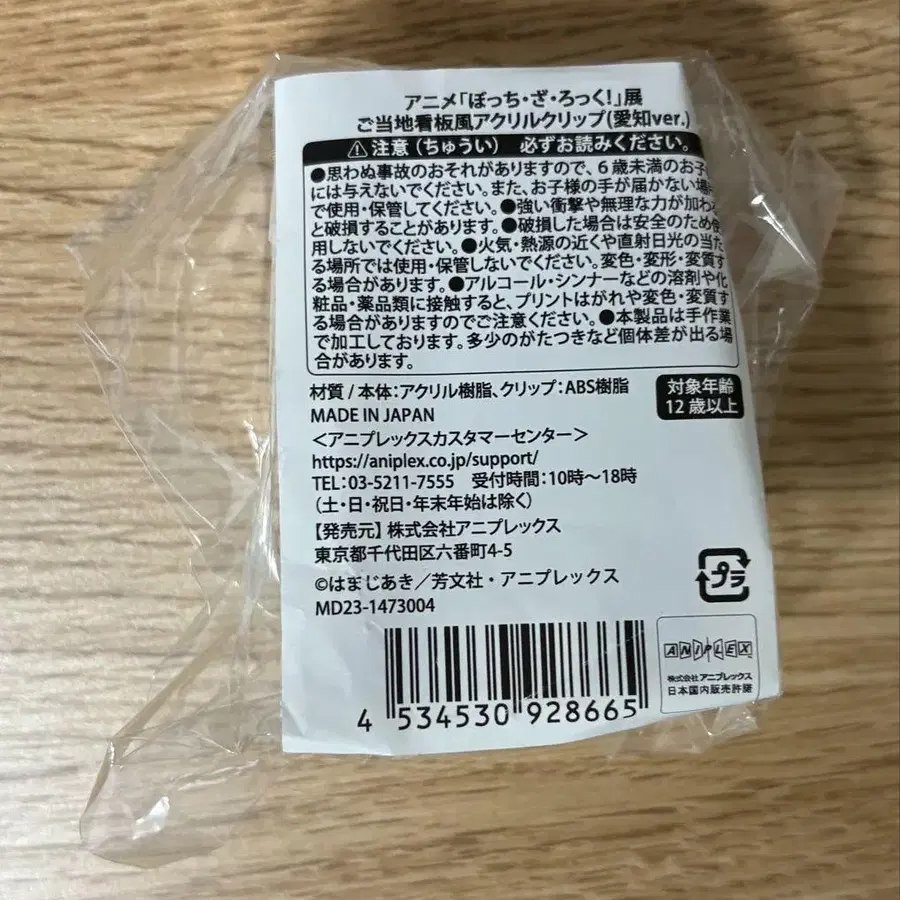 アニメ「ぼっち・ざ・ろっく!」展
ご当地看板風アクリルクリップ(愛知ver.)
注意(ちゅうい) 必ずお読みください。
●思わぬ事故のおそれがありますので、6歳未満のお子
には与えないでください。また、お子様の手が届かない場
で使用・保管してください。●強い衝撃や無理な力が加わ
と破損することがあります。●破損した場合は安全のため使
用しないでください。●火気・熱源の近くや直射日光の当た
る場所では使用・保管しないでください。変色・変形・変質す
る場合があります。●アルコール・シンナーなどの溶剤や化
粧品・薬品類に接触すると、プリントはがれや変色・変質す
る場合がありますのでご注意ください。●本製品は手作業
で加工しております。多少のがたつきなど個体差が出る場
合があります。
材質/本体:アクリル樹脂、クリップ:ABS樹脂
対象年齢
12歳以上
MADE IN JAPAN
<アニプレックスカスタマーセンター>
https://aniplex.co.jp/support/
TEL:03-5211-7555 受付時間:10時〜18時
(土・日・祝日・年末年始は除く)
【発売元】株式会社アニプレックス
東京都千代田区六番町4-5
プラ
©はまじあき/芳文社・アニプレックス
MD23-1473004
4 534530 928665
ANIPLEX
株式会社アニプレックス
日本国内販売許諾